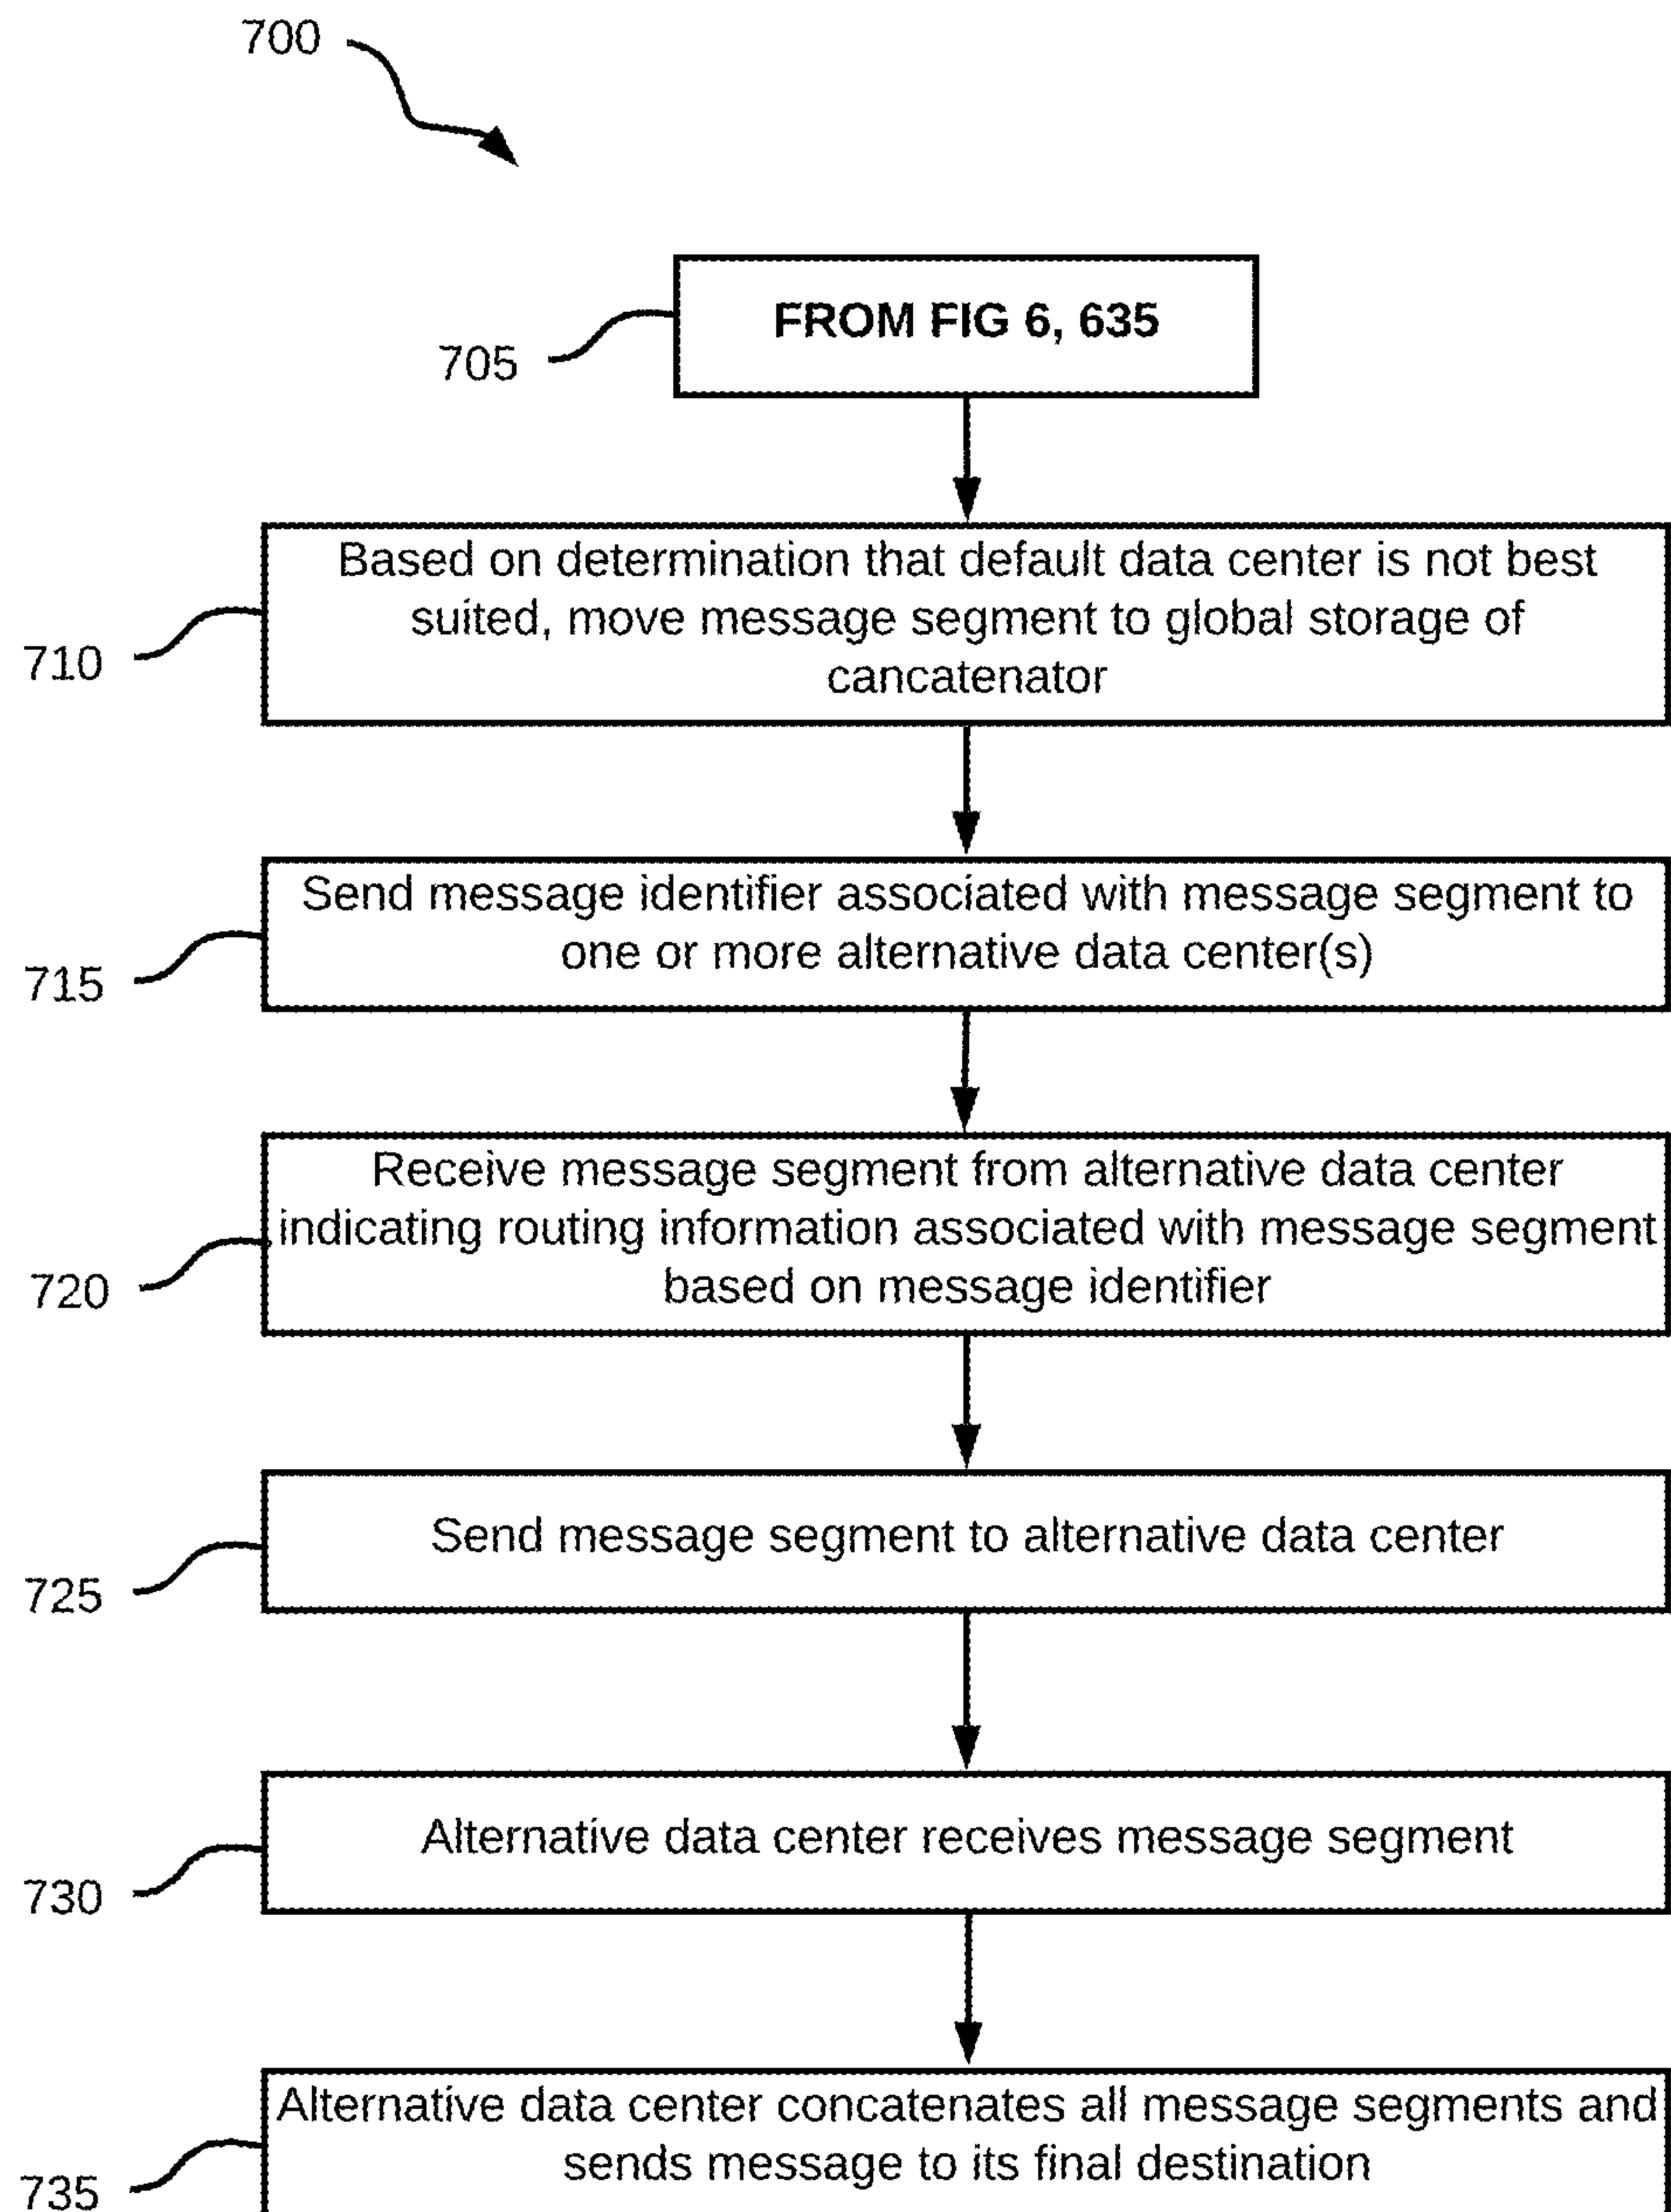 700
FROM FIG 6, 635
705
Based on determination that default data center is not best
suited, move message segment to global storage of
cancatenator
710
Send message identifier associated with message segment to
one or more alternative data center(s)
715
Receive message segment from alternative data center
indicating routing information associated with message segment
based on message identifier
720
Send message segment to alternative data center
725
Alternative data center receives message segment
730
Alternative data center concatenates all message segments and
sends message to its final destination
735